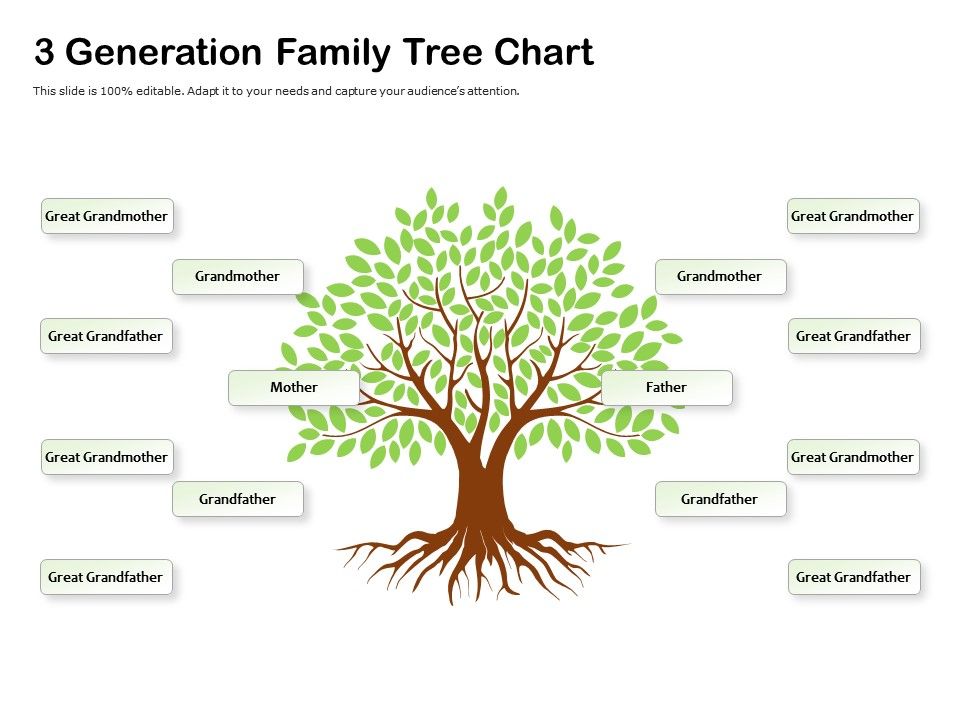 3 Generation Family Tree Chart
This slide is 100% editable. Adapt it to your needs and capture your audience's attention.
Great Grandmother
Great Grandmother
Grandmother
Grandmother
Great Grandfather
Great Grandfather
Mother
Father
Great Grandmother
Great Grandmother
Grandfather
Grandfather
Great Grandfather
Great Grandfather